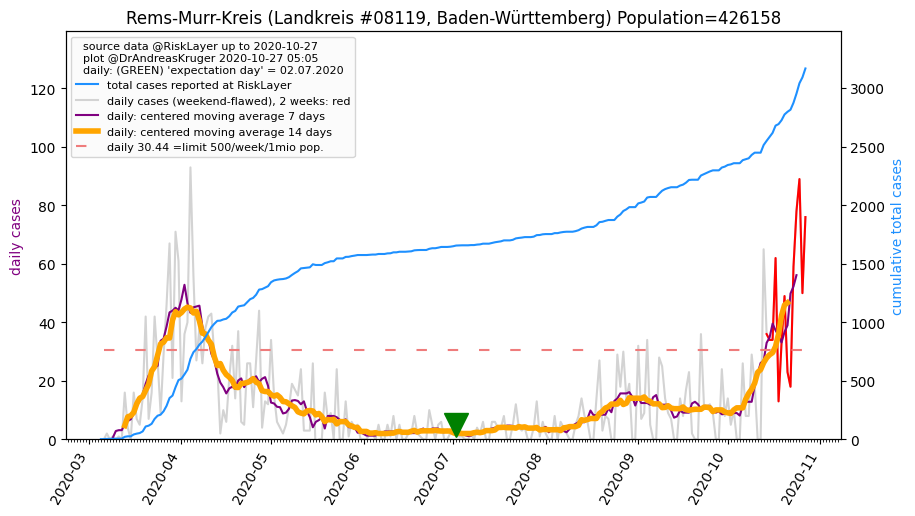 Rems-Murr-Kreis (Landkreis #08119, Baden-Württemberg) Population=426158
source data @RiskLayer up to 2020-10-27
plot @DrAndreasKruger 2020-10-27 05:05
daily: (GREEN) 'expectation day' = 02.07.2020
total cases reported at RiskLayer
daily cases (weekend-flawed), 2 weeks: red
daily: centered moving average 7 days
daily: centered moving average 14 days
daily 30.44 =limit 500/week/1mio pop.
daily cases
120
100
80
60
40
20
0
3000
2500
2000
1500
1000
500
0
cumulative total cases
2020-03
2020-04
2020-05
2020-06
2020-07
2020-08
2020-09
2020-10
2020-11